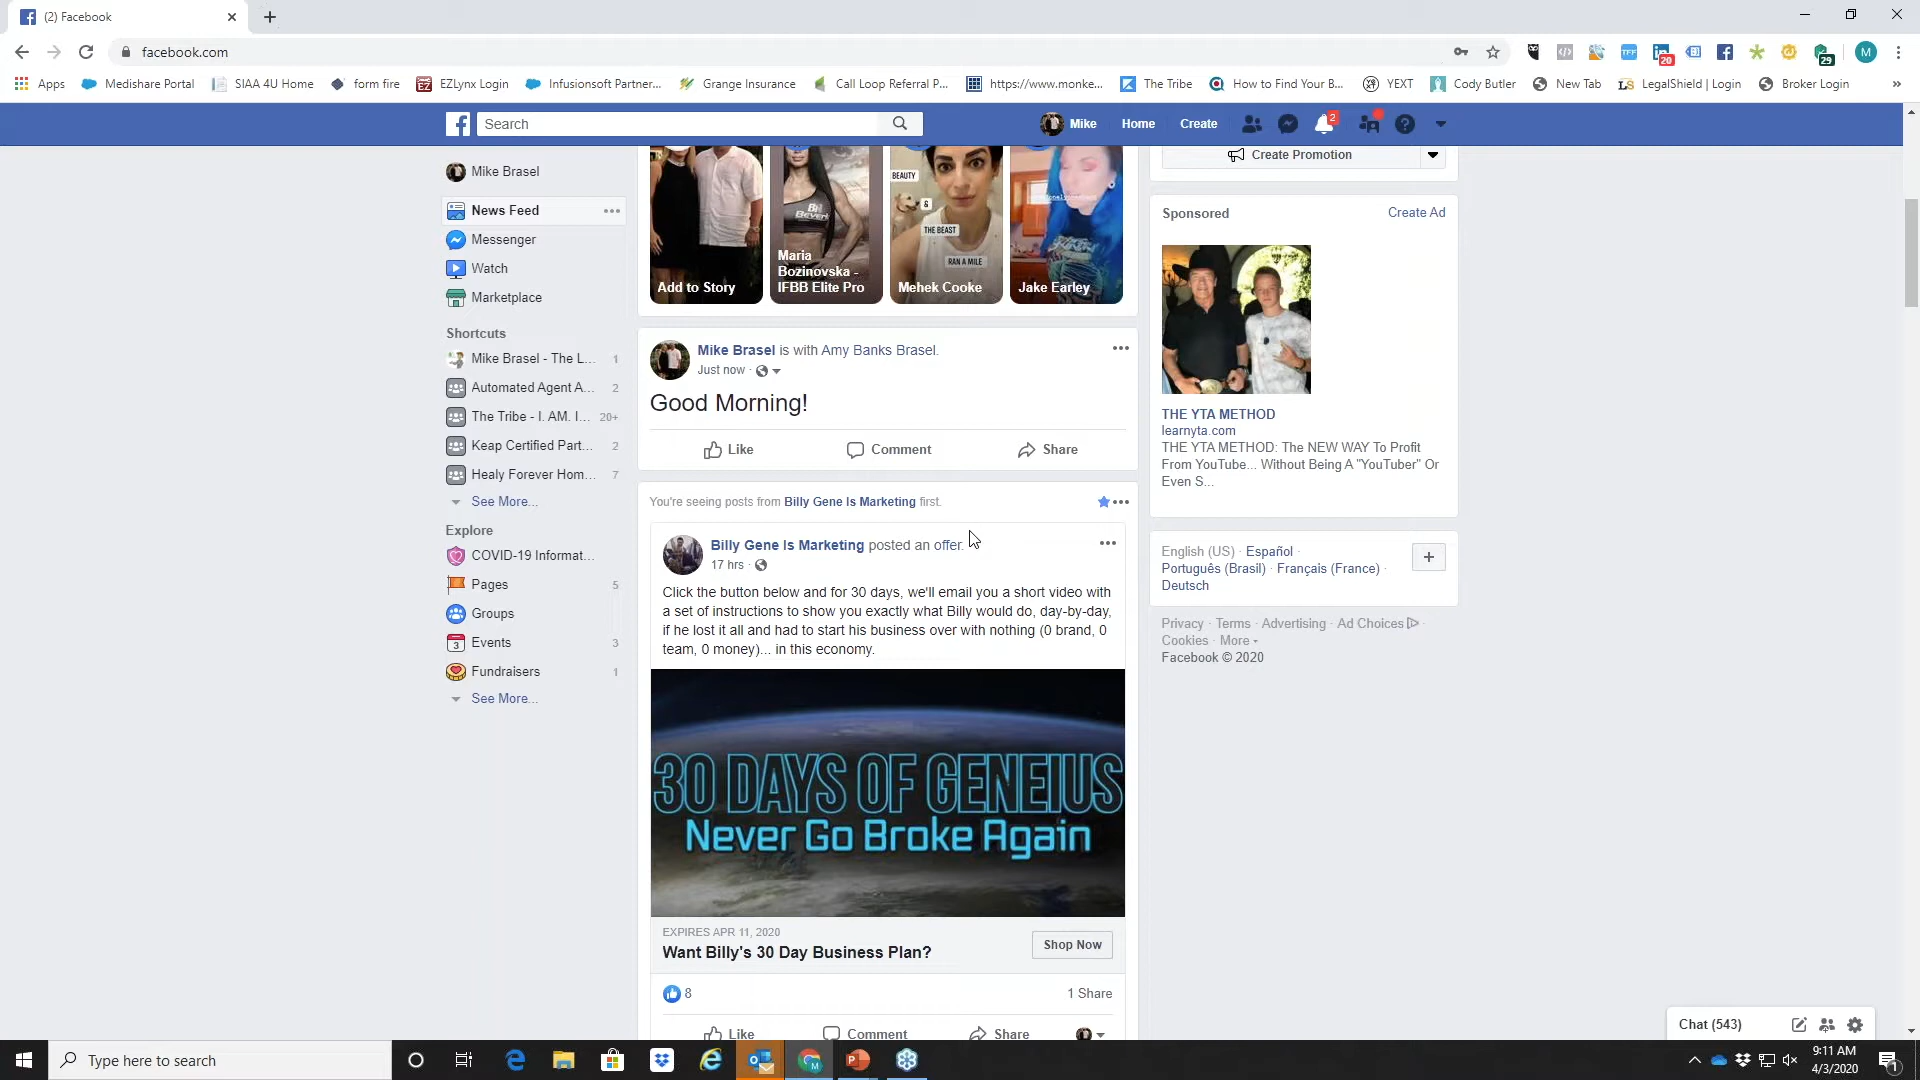 (2) Facebook
facebook.com
20
29
M
Apps
Medishare Portal
SIAA 4U Home
form fire
EZLynx Login
Infusionsoft Partner...
Grange Insurance
Call Loop Referral P...
https://www.monke...
The Tribe
How to Find Your B...
YEXT
Cody Butler
New Tab
LegalShield | Login
Broker Login
Search
Mike
Home
Create
2
Create Promotion
Mike Brasel
News Feed
Messenger
Watch
Marketplace
Shortcuts
Mike Brasel - The L... 1
Automated Agent A... 2
The Tribe - I. AM. I... 20+
Keap Certified Part... 2
Healy Forever Hom... 7
See More...
Explore
COVID-19 Informat...
Pages 5
Groups
Events 3
Fundraisers 1
See More...
Add to Story
Maria
Bozinovska -
IFBB Elite Pro
BEAUTY
&
THE BEAST
RAN A MILE
Mehek Cooke
Jake Earley
Mike Brasel is with Amy Banks Brasel.
Just now
Good Morning!
Like Comment Share
You're seeing posts from Billy Gene Is Marketing first.
Billy Gene Is Marketing posted an offer.
17 hrs
Click the button below and for 30 days, we'll email you a short video with
a set of instructions to show you exactly what Billy would do, day-by-day,
if he lost it all and had to start his business over with nothing (0 brand, 0
team, 0 money)... in this economy.
30 DAYS OF GENEIUS
Never Go Broke Again
EXPIRES APR 11, 2020
Want Billy's 30 Day Business Plan?
Shop Now
8
1 Share
Like Comment Share
Sponsored
Create Ad
THE YTA METHOD
learnyta.com
THE YTA METHOD: The NEW WAY To Profit
From YouTube... Without Being A "YouTuber" Or
Even S...
English (US) · Español ·
Português (Brasil) · Français (France) ·
Deutsch
Privacy · Terms · Advertising · Ad Choices ·
Cookies · More
Facebook © 2020
Chat (543)
Type here to search
9:11 AM
4/3/2020
1